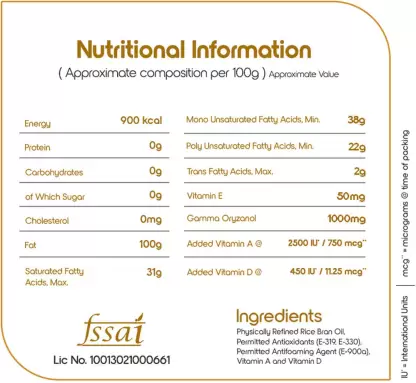 Nutritional Information
( Approximate composition per 100g ) Approximate Value
Energy 900 kcal
Protein 0g
Carbohydrates 0g
of Which Sugar 0g
Cholesterol 0mg
Fat 100g
Saturated Fatty
Acids, Max. 31g
Mono Unsaturated Fatty Acids, Min. 38g
Poly Unsaturated Fatty Acids, Min. 22g
Trans Fatty Acids, Max. 2g
Vitamin E 50mg
Gamma Oryzanol 1000mg
Added Vitamin A @ 2500 IU* / 750 mcg**
Added Vitamin D @ 450 IU* / 11.25 mcg**
fssai
Lic No. 10013021000661
Ingredients
Physically Refined Rice Bran Oil,
Permitted Antioxidants (E-319, E-330),
Permitted Antifoaming Agent (E-900a),
Vitamin A and Vitamin D
IU* = International Units | mcg** = micrograms @ time of packing